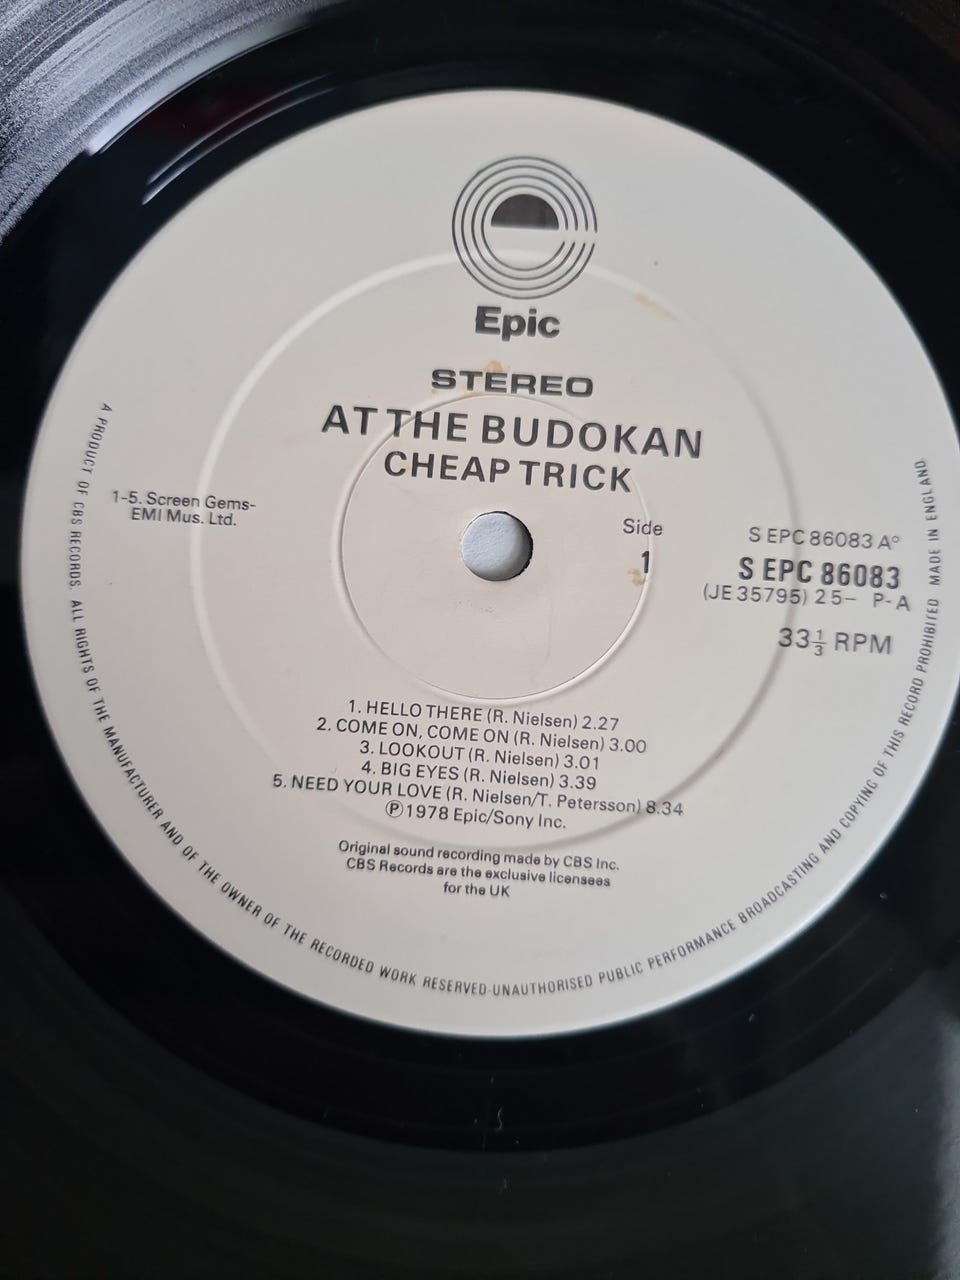 Epic
STEREO
AT THE BUDOKAN
CHEAP TRICK
1-5. Screen Gems-
EMI Mus. Ltd.
Side
1
S EPC 86083 A°
S EPC 86083
(JE 35795) 25- P-A
33⅓ RPM
1. HELLO THERE (R. Nielsen) 2.27
2. COME ON, COME ON (R. Nielsen) 3.00
3. LOOKOUT (R. Nielsen) 3.01
4. BIG EYES (R. Nielsen) 3.39
5. NEED YOUR LOVE (R. Nielsen/T. Petersson) 8.34
Ⓟ1978 Epic/Sony Inc.
Original sound recording made by CBS Inc.
CBS Records are the exclusive licensees
for the UK
A PRODUCT OF CBS RECORDS. ALL RIGHTS OF THE MANUFACTURER AND OF THE OWNER OF THE RECORDED WORK RESERVED-UNAUTHORISED PUBLIC PERFORMANCE BROADCASTING AND COPYING OF THIS RECORD PROHIBITED MADE IN ENGLAND